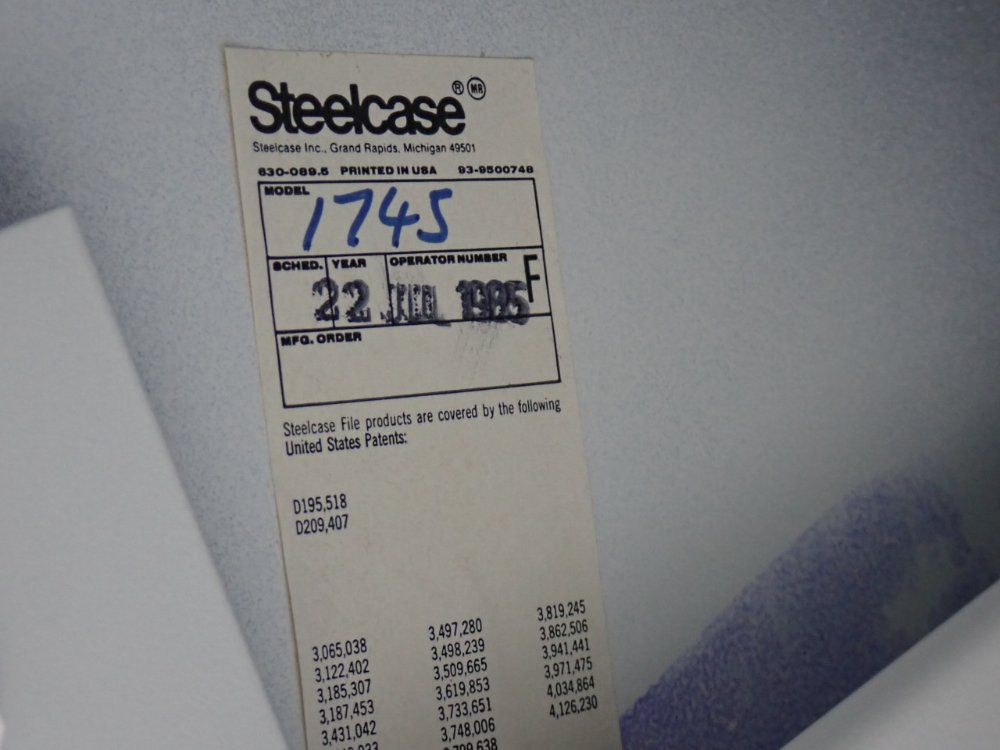 Steelcase ® MR
Steelcase Inc., Grand Rapids, Michigan 49501
630-089.5 PRINTED IN USA 93-9500748
MODEL
1745
SCHED. YEAR OPERATOR NUMBER
22 JUL 1985 F
MFG. ORDER
Steelcase File products are covered by the following
United States Patents:
D195,518
D209,407
3,065,038
3,122,402
3,185,307
3,187,453
3,431,042
3,497,280
3,498,239
3,509,665
3,619,853
3,733,651
3,748,006
3,819,245
3,862,506
3,941,441
3,971,475
4,034,864
4,126,230